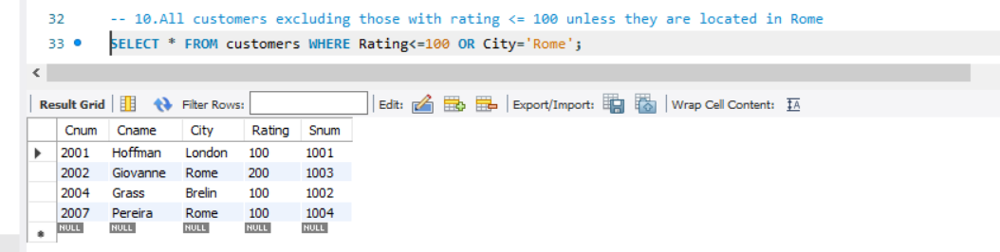 32 -- 10.All customers excluding those with rating <= 100 unless they are located in Rome
33 SELECT * FROM customers WHERE Rating<=100 OR City='Rome';
Result Grid Filter Rows: Edit: Export/Import: Wrap Cell Content: IA
Cnum Cname City Rating Snum
2001 Hoffman London 100 1001
2002 Giovanne Rome 200 1003
2004 Grass Brelin 100 1002
2007 Pereira Rome 100 1004
NULL NULL NULL NULL NULL